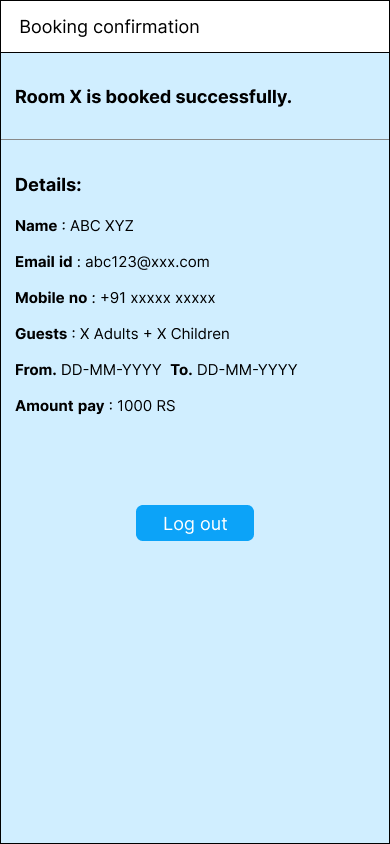 Booking confirmation
Room X is booked successfully.
Details:
Name : ABC XYZ
Email id : abc123@xxx.com
Mobile no : +91 xxxxx xxxxx
Guests : X Adults + X Children
From. DD-MM-YYYY  To. DD-MM-YYYY
Amount pay : 1000 RS
Log out